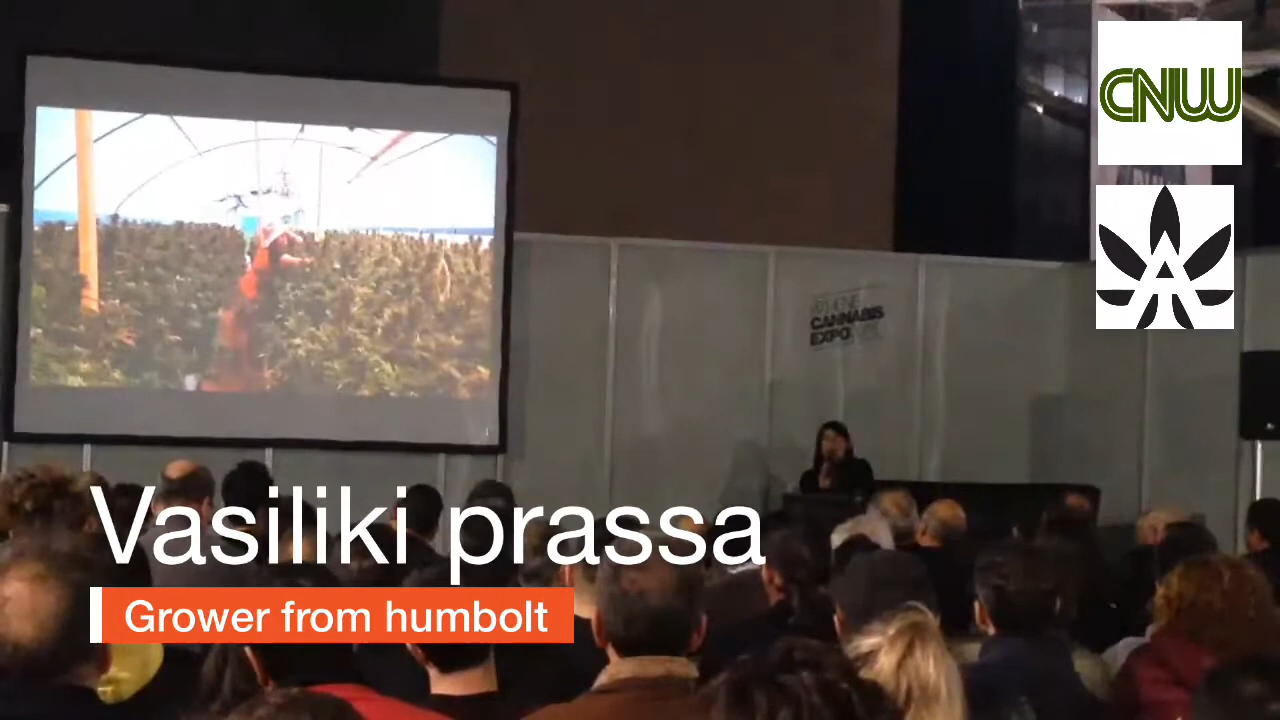 CNW
CANNABIS
EXPO
Vasiliki prassa
Grower from humbolt